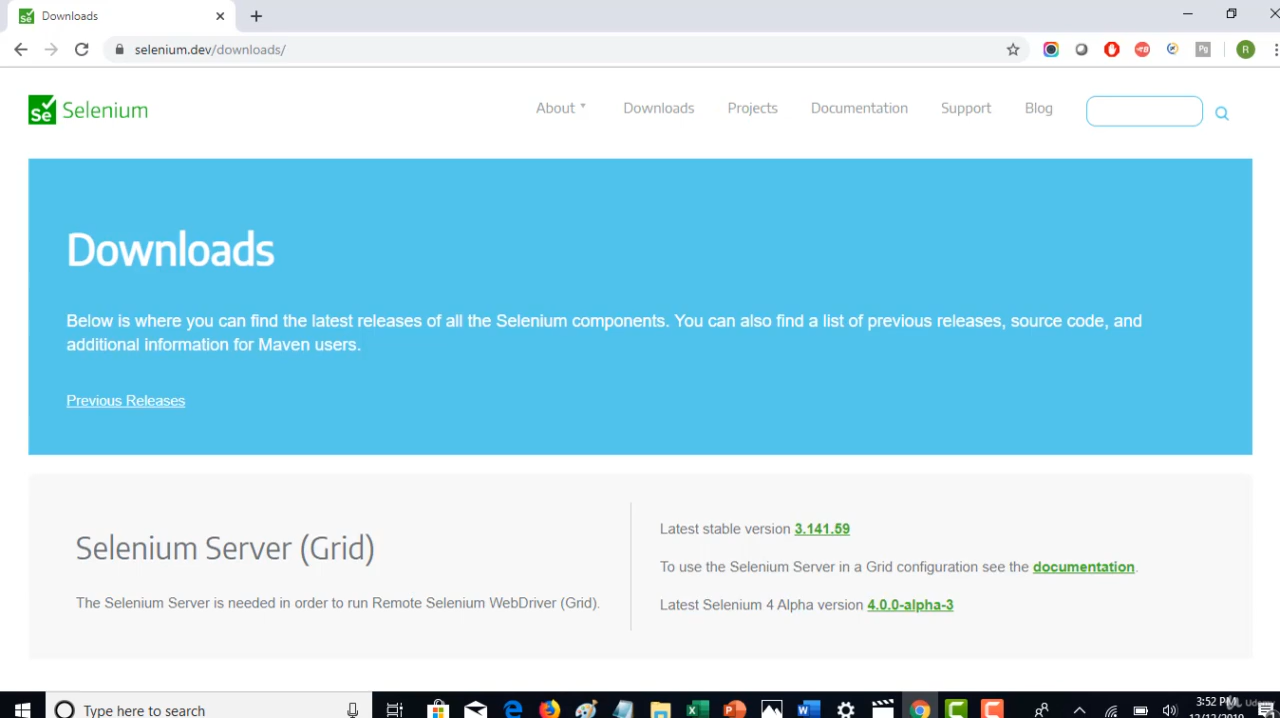 Downloads
selenium.dev/downloads/
Se Selenium
About
Downloads
Projects
Documentation
Support
Blog
Downloads
Below is where you can find the latest releases of all the Selenium components. You can also find a list of previous releases, source code, and
additional information for Maven users.
Previous Releases
Selenium Server (Grid)
The Selenium Server is needed in order to run Remote Selenium WebDriver (Grid).
Latest stable version 3.141.59
To use the Selenium Server in a Grid configuration see the documentation.
Latest Selenium 4 Alpha version 4.0.0-alpha-3
Type here to search
3:52 PM